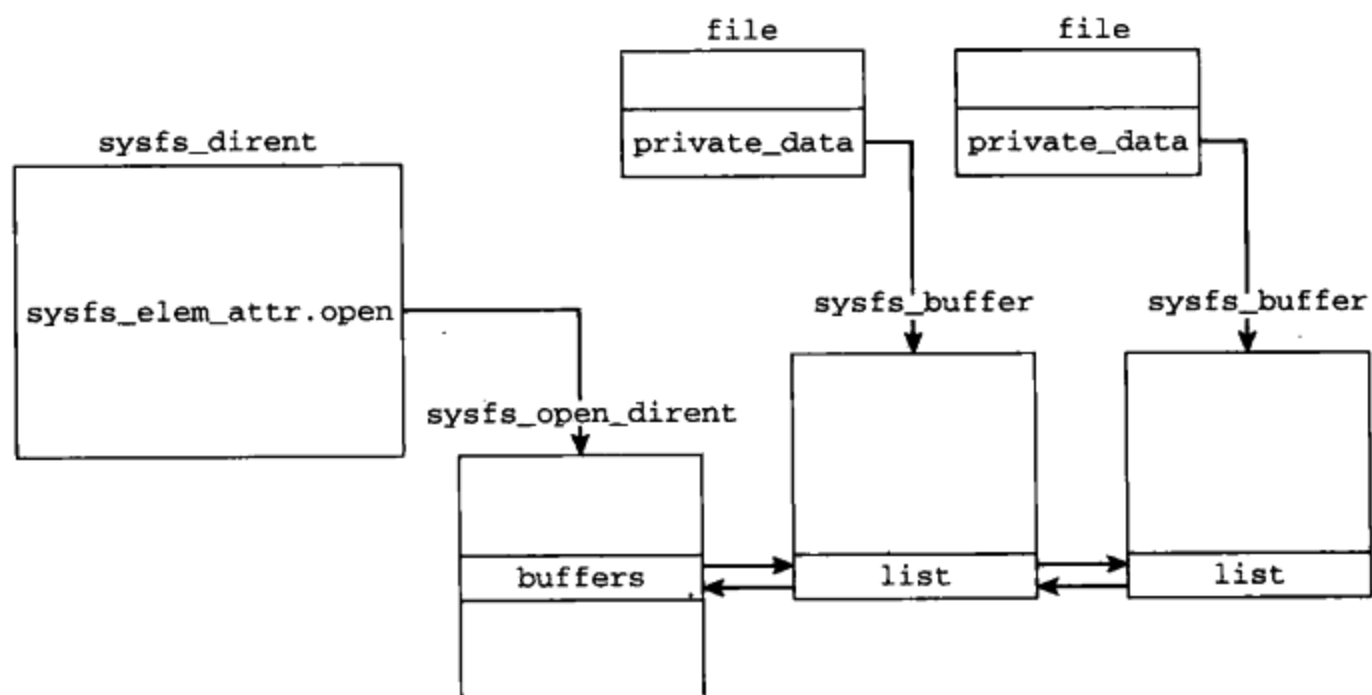 file
file
private_data
private_data
sysfs_dirent
sysfs_elem_attr.open
sysfs_buffer
sysfs_buffer
sysfs_open_dirent
buffers
list
list